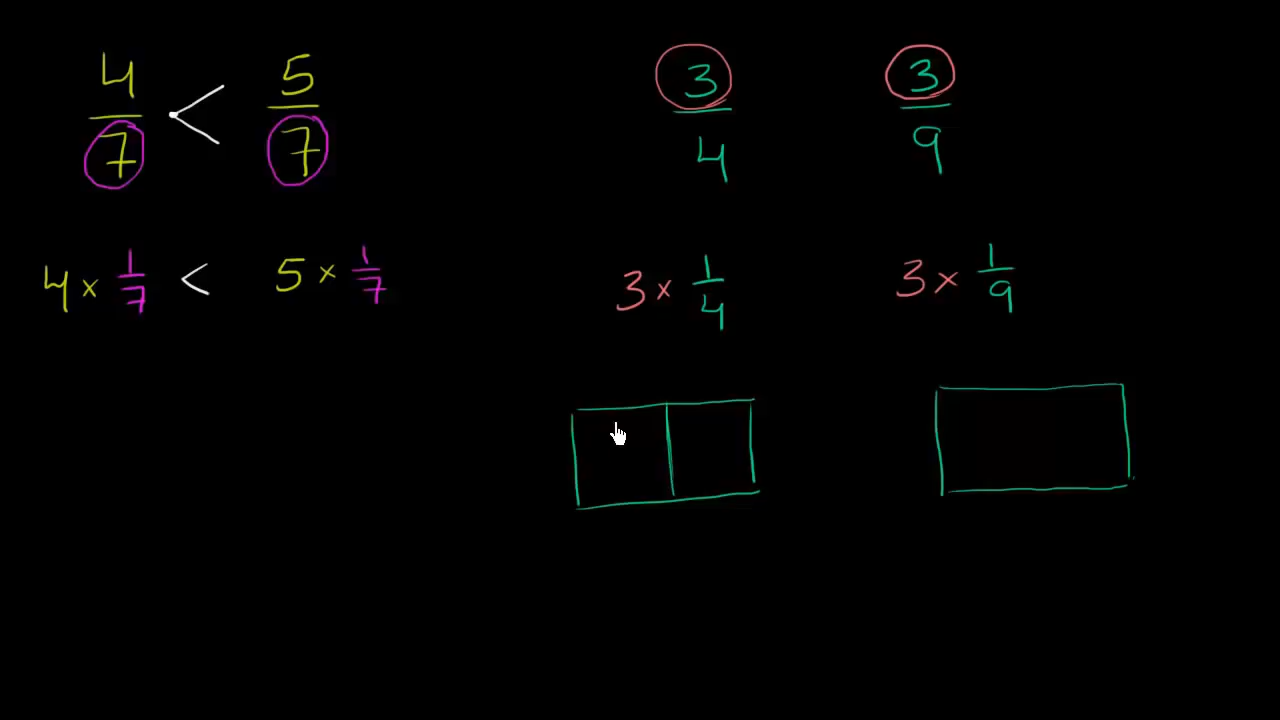 4/7 < 5/7
3/4 3/9
4 × 1/7 < 5 × 1/7
3 × 1/4 3 × 1/9